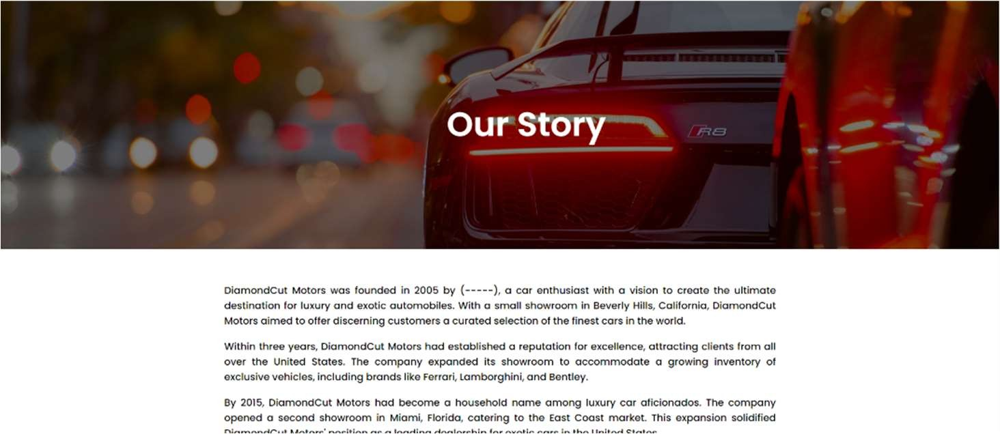 Our Story
R8
DiamondCut Motors was founded in 2005 by (-----), a car enthusiast with a vision to create the ultimate
destination for luxury and exotic automobiles. With a small showroom in Beverly Hills, California, DiamondCut
Motors aimed to offer discerning customers a curated selection of the finest cars in the world.
Within three years, DiamondCut Motors had established a reputation for excellence, attracting clients from all
over the United States. The company expanded its showroom to accommodate a growing inventory of
exclusive vehicles, including brands like Ferrari, Lamborghini, and Bentley.
By 2015, DiamondCut Motors had become a household name among luxury car aficionados. The company
opened a second showroom in Miami, Florida, catering to the East Coast market. This expansion solidified
DiamondCut Motors' position as a leading dealership for exotic cars in the United States.